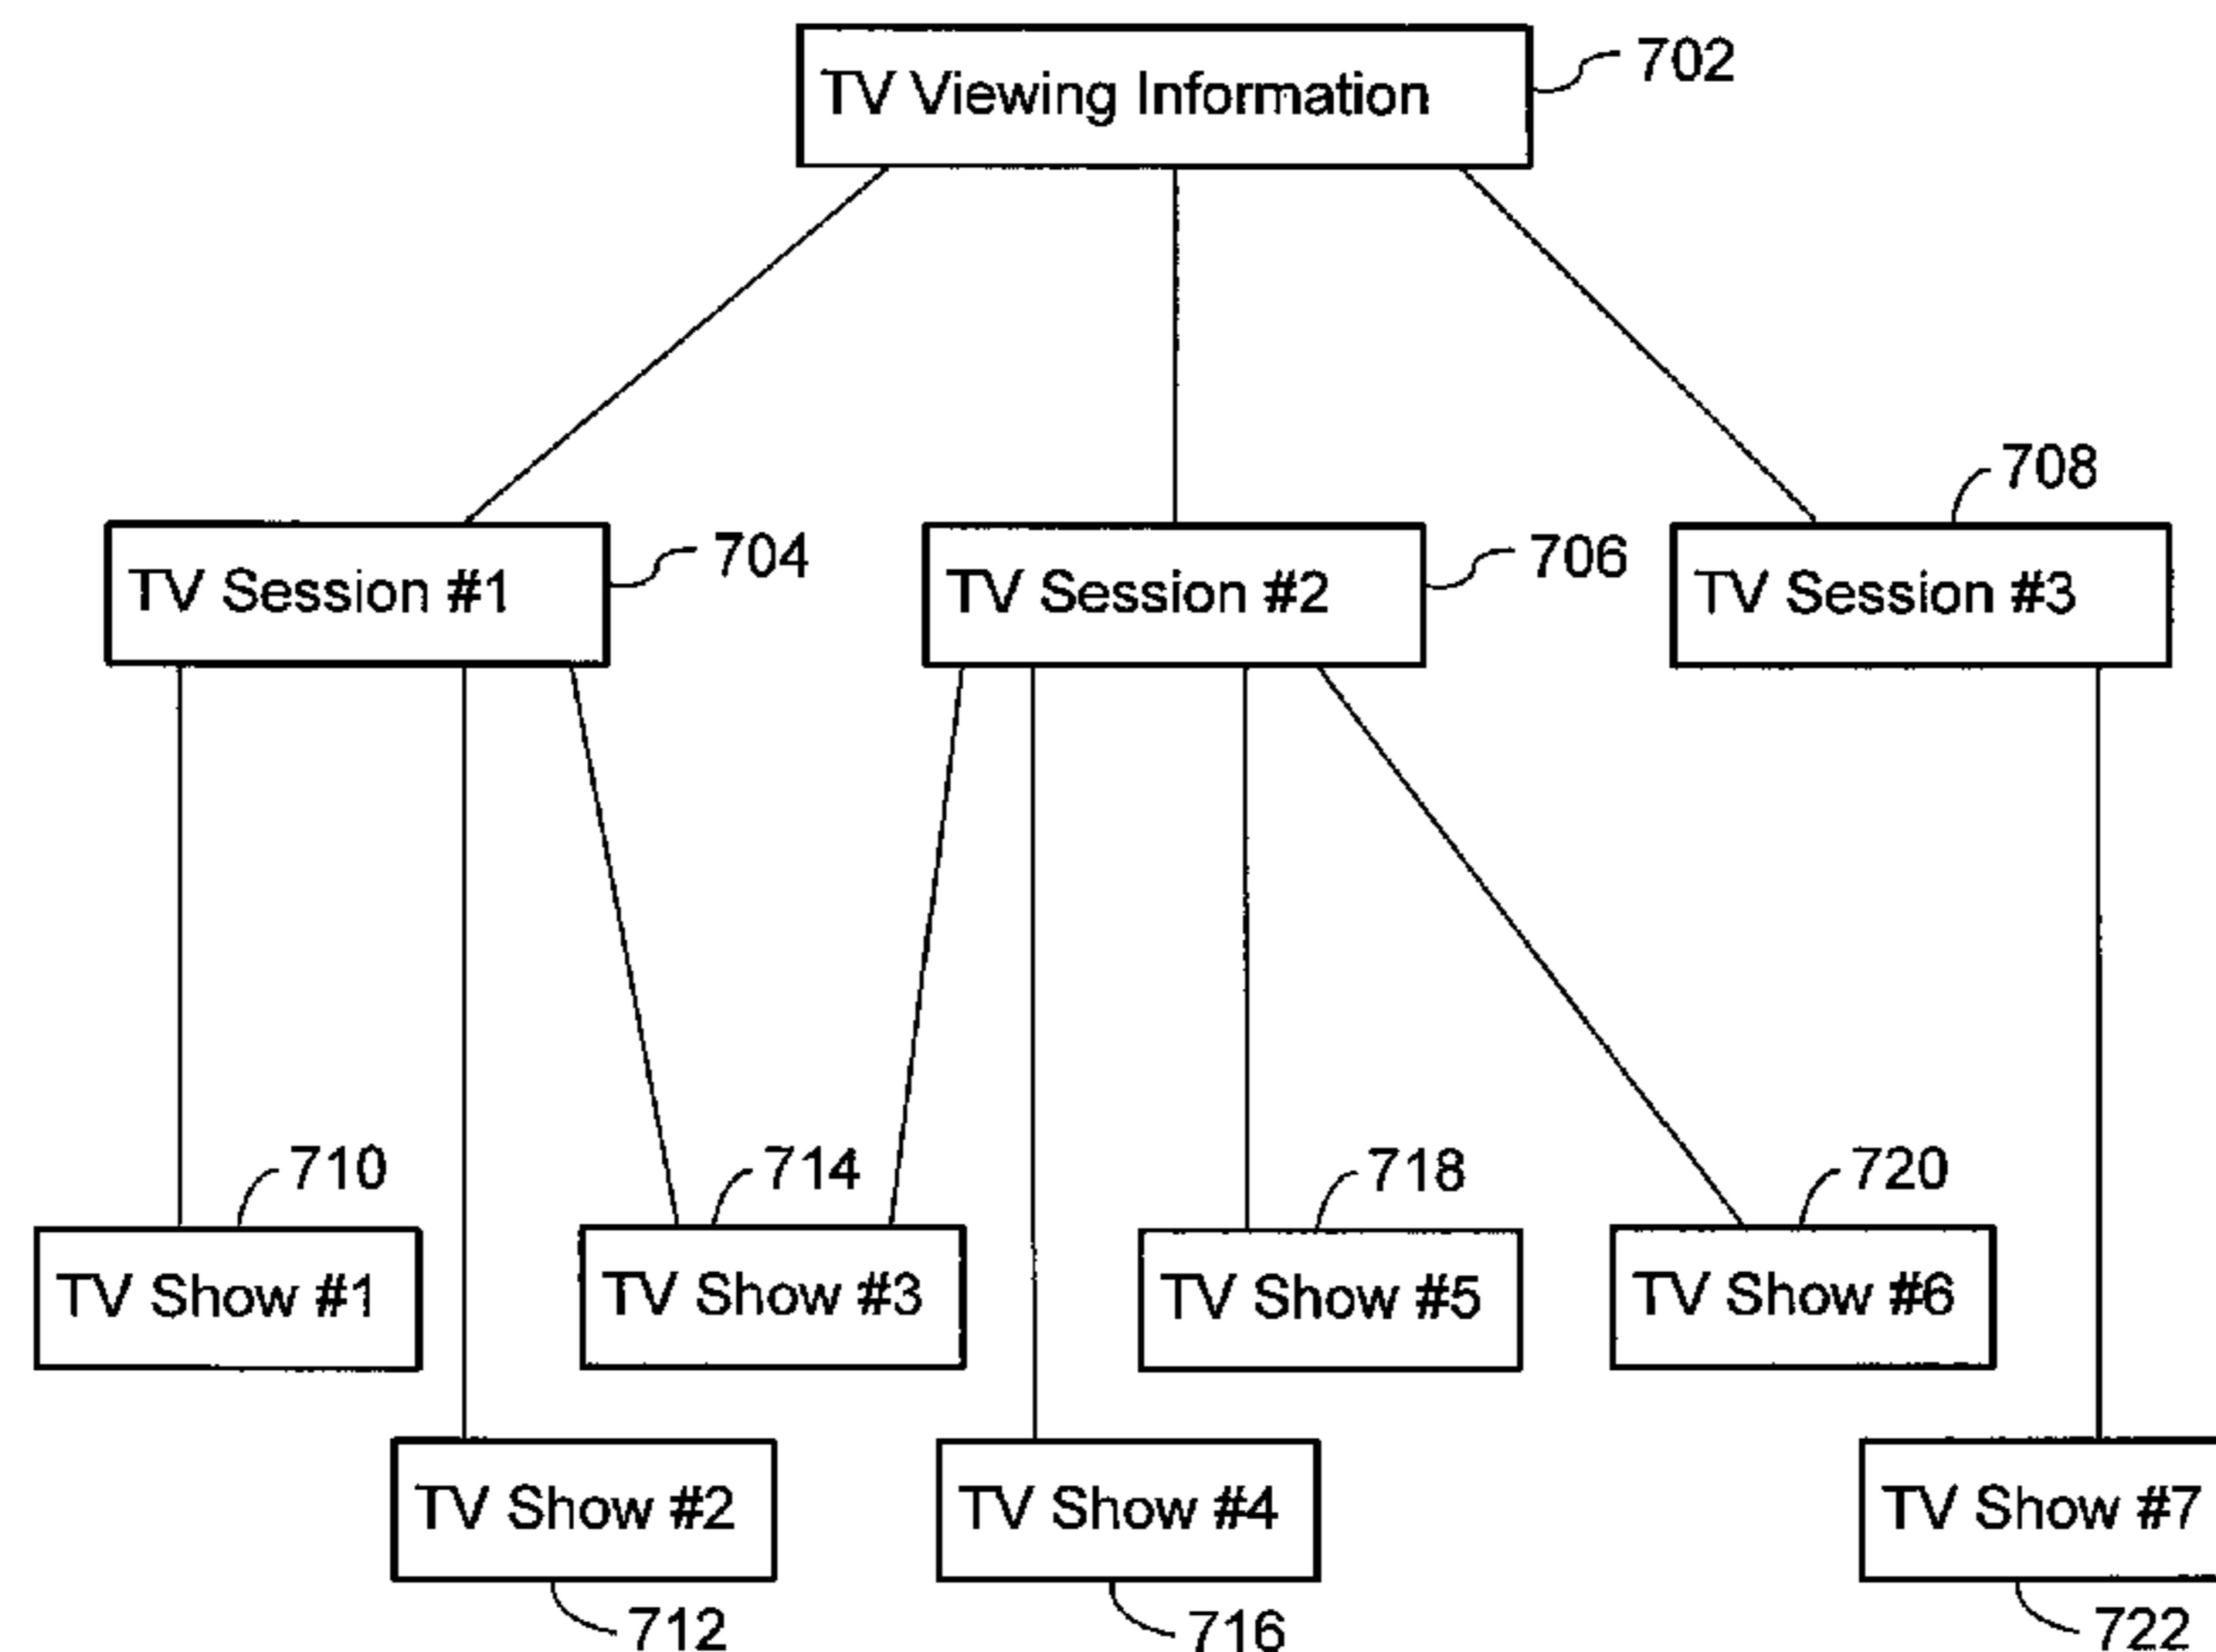 TV Viewing Information
702
708
704
706
TV Session #1
TV Session #2
TV Session #3
710
714
718
720
TV Show #1
TV Show #3
TV Show #5
TV Show #6
TV Show #2
TV Show #4
TV Show #7
712
716
722